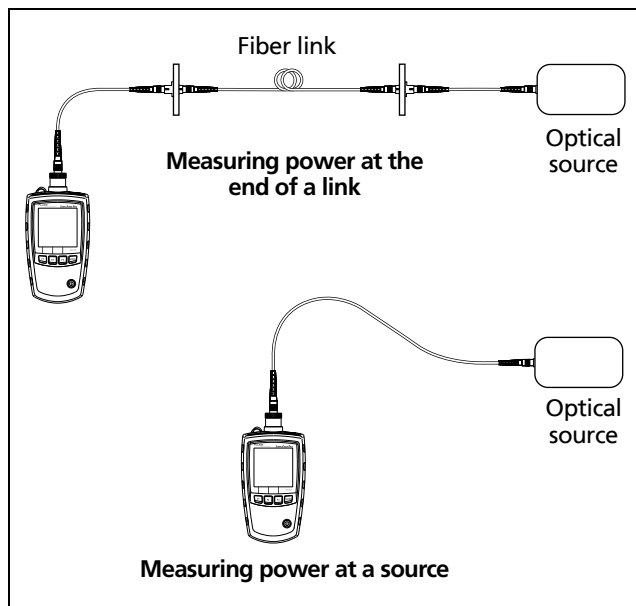 Fiber link
Optical
source
Measuring power at the
end of a link
Optical
source
Measuring power at a source